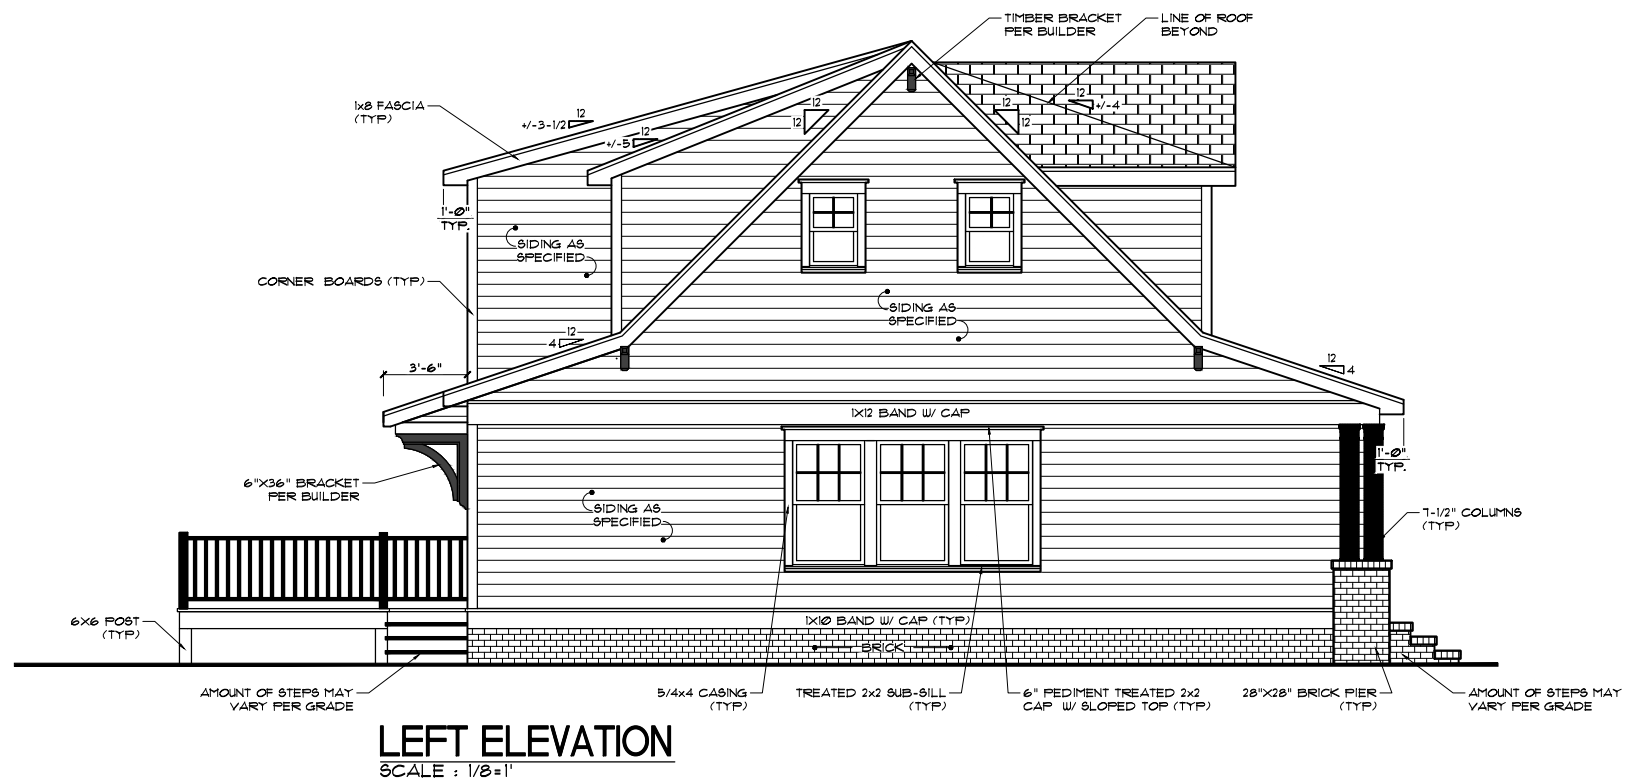 TIMBER BRACKET
PER BUILDER
LINE OF ROOF
BEYOND
1x8 FASCIA
(TYP)
12
+/-3-1/2
12
+/-5
12
12
12
12
12
+/-4
1'-0"
TYP.
SIDING AS
SPECIFIED
CORNER BOARDS (TYP)
SIDING AS
SPECIFIED
12
4
12
4
3'-6"
1X12 BAND W/ CAP
1'-0"
TYP.
6"X36" BRACKET
PER BUILDER
SIDING AS
SPECIFIED
7-1/2" COLUMNS
(TYP)
6X6 POST
(TYP)
1X10 BAND W/ CAP (TYP)
BRICK
AMOUNT OF STEPS MAY
VARY PER GRADE
5/4x4 CASING
(TYP)
TREATED 2x2 SUB-SILL
(TYP)
6" PEDIMENT TREATED 2x2
CAP W/ SLOPED TOP (TYP)
28"X28" BRICK PIER
(TYP)
AMOUNT OF STEPS MAY
VARY PER GRADE
LEFT ELEVATION
SCALE : 1/8=1'